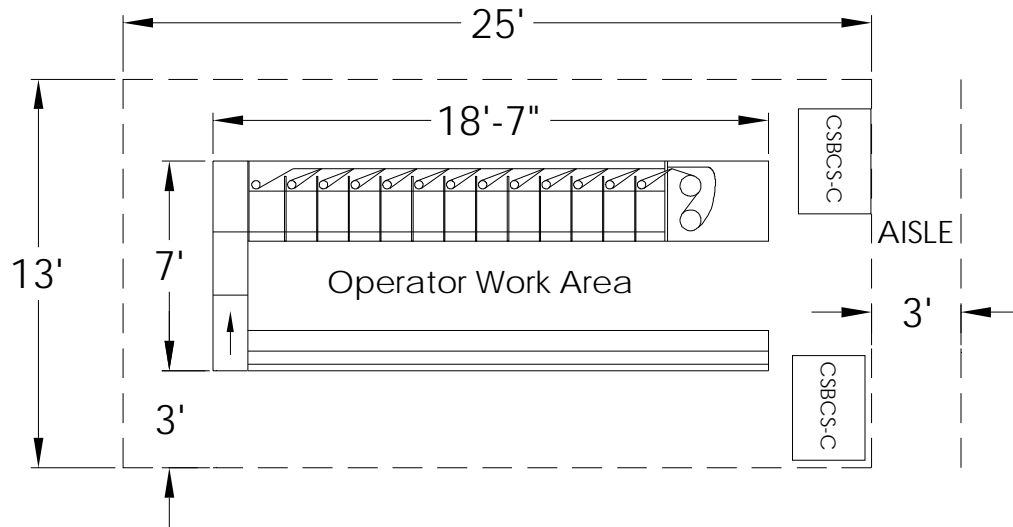 25'
18'-7"
CSBCS-C
AISLE
13'
7'
Operator Work Area
3'
CSBCS-C
3'